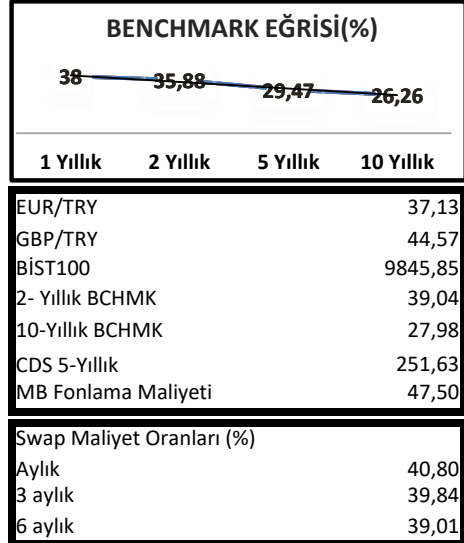 BENCHMARK EĞRİSİ(%)
38 35,88 29,47 26,26
1 Yıllık 2 Yıllık 5 Yıllık 10 Yıllık
EUR/TRY 37,13
GBP/TRY 44,57
BİST100 9845,85
2- Yıllık BCHMK 39,04
10-Yıllık BCHMK 27,98
CDS 5-Yıllık 251,63
MB Fonlama Maliyeti 47,50
Swap Maliyet Oranları (%)
Aylık 40,80
3 aylık 39,84
6 aylık 39,01